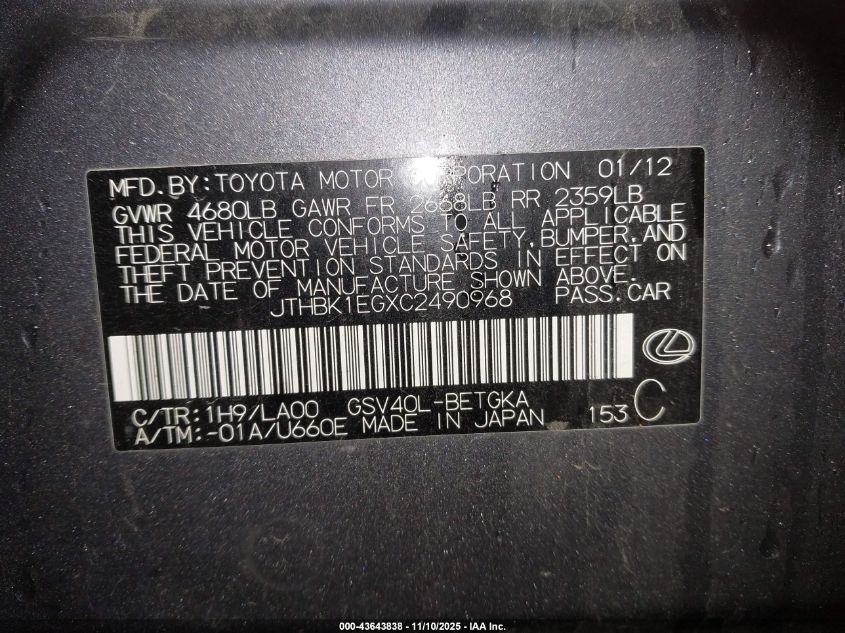 MFD. BY: TOYOTA MOTOR CORPORATION 01/12
GVWR 4680LB GAWR FR 2668LB RR 2359LB
THIS VEHICLE CONFORMS TO ALL APPLICABLE
FEDERAL MOTOR VEHICLE SAFETY, BUMPER, AND
THEFT PREVENTION STANDARDS IN EFFECT ON
THE DATE OF MANUFACTURE SHOWN ABOVE.
JTHBK1EGXC2490968 PASS. CAR
C/TR: 1H9/LA00 GSV40L-BETGKA
A/TM: -01A/U660E MADE IN JAPAN 153 C
000-43643838 - 11/10/2025 - IAA Inc.